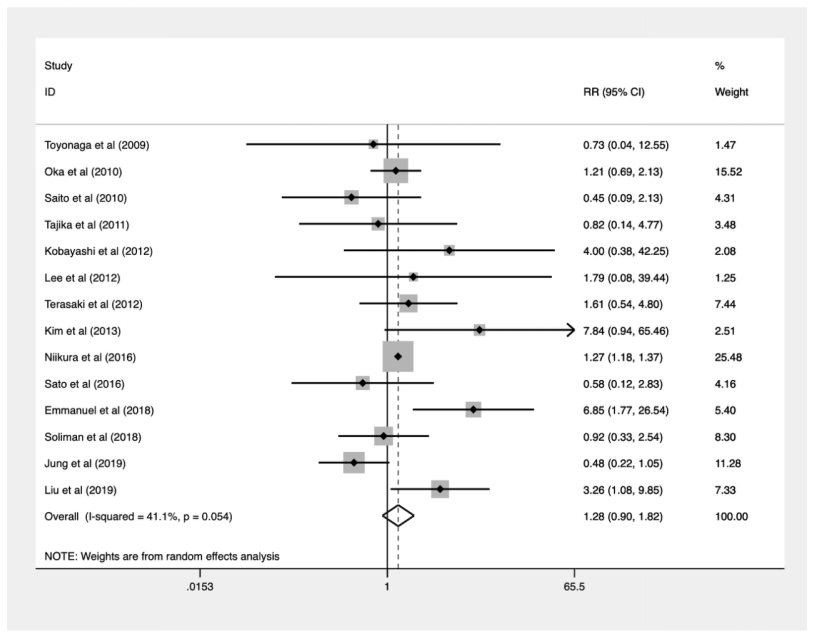 Study %
ID RR (95% CI) Weight
Toyonaga et al (2009) 0.73 (0.04, 12.55) 1.47
Oka et al (2010) 1.21 (0.69, 2.13) 15.52
Saito et al (2010) 0.45 (0.09, 2.13) 4.31
Tajika et al (2011) 0.82 (0.14, 4.77) 3.48
Kobayashi et al (2012) 4.00 (0.38, 42.25) 2.08
Lee et al (2012) 1.79 (0.08, 39.44) 1.25
Terasaki et al (2012) 1.61 (0.54, 4.80) 7.44
Kim et al (2013) 7.84 (0.94, 65.46) 2.51
Niikura et al (2016) 1.27 (1.18, 1.37) 25.48
Sato et al (2016) 0.58 (0.12, 2.83) 4.16
Emmanuel et al (2018) 6.85 (1.77, 26.54) 5.40
Soliman et al (2018) 0.92 (0.33, 2.54) 8.30
Jung et al (2019) 0.48 (0.22, 1.05) 11.28
Liu et al (2019) 3.26 (1.08, 9.85) 7.33
Overall (I-squared = 41.1%, p = 0.054) 1.28 (0.90, 1.82) 100.00
NOTE: Weights are from random effects analysis
.0153 1 65.5